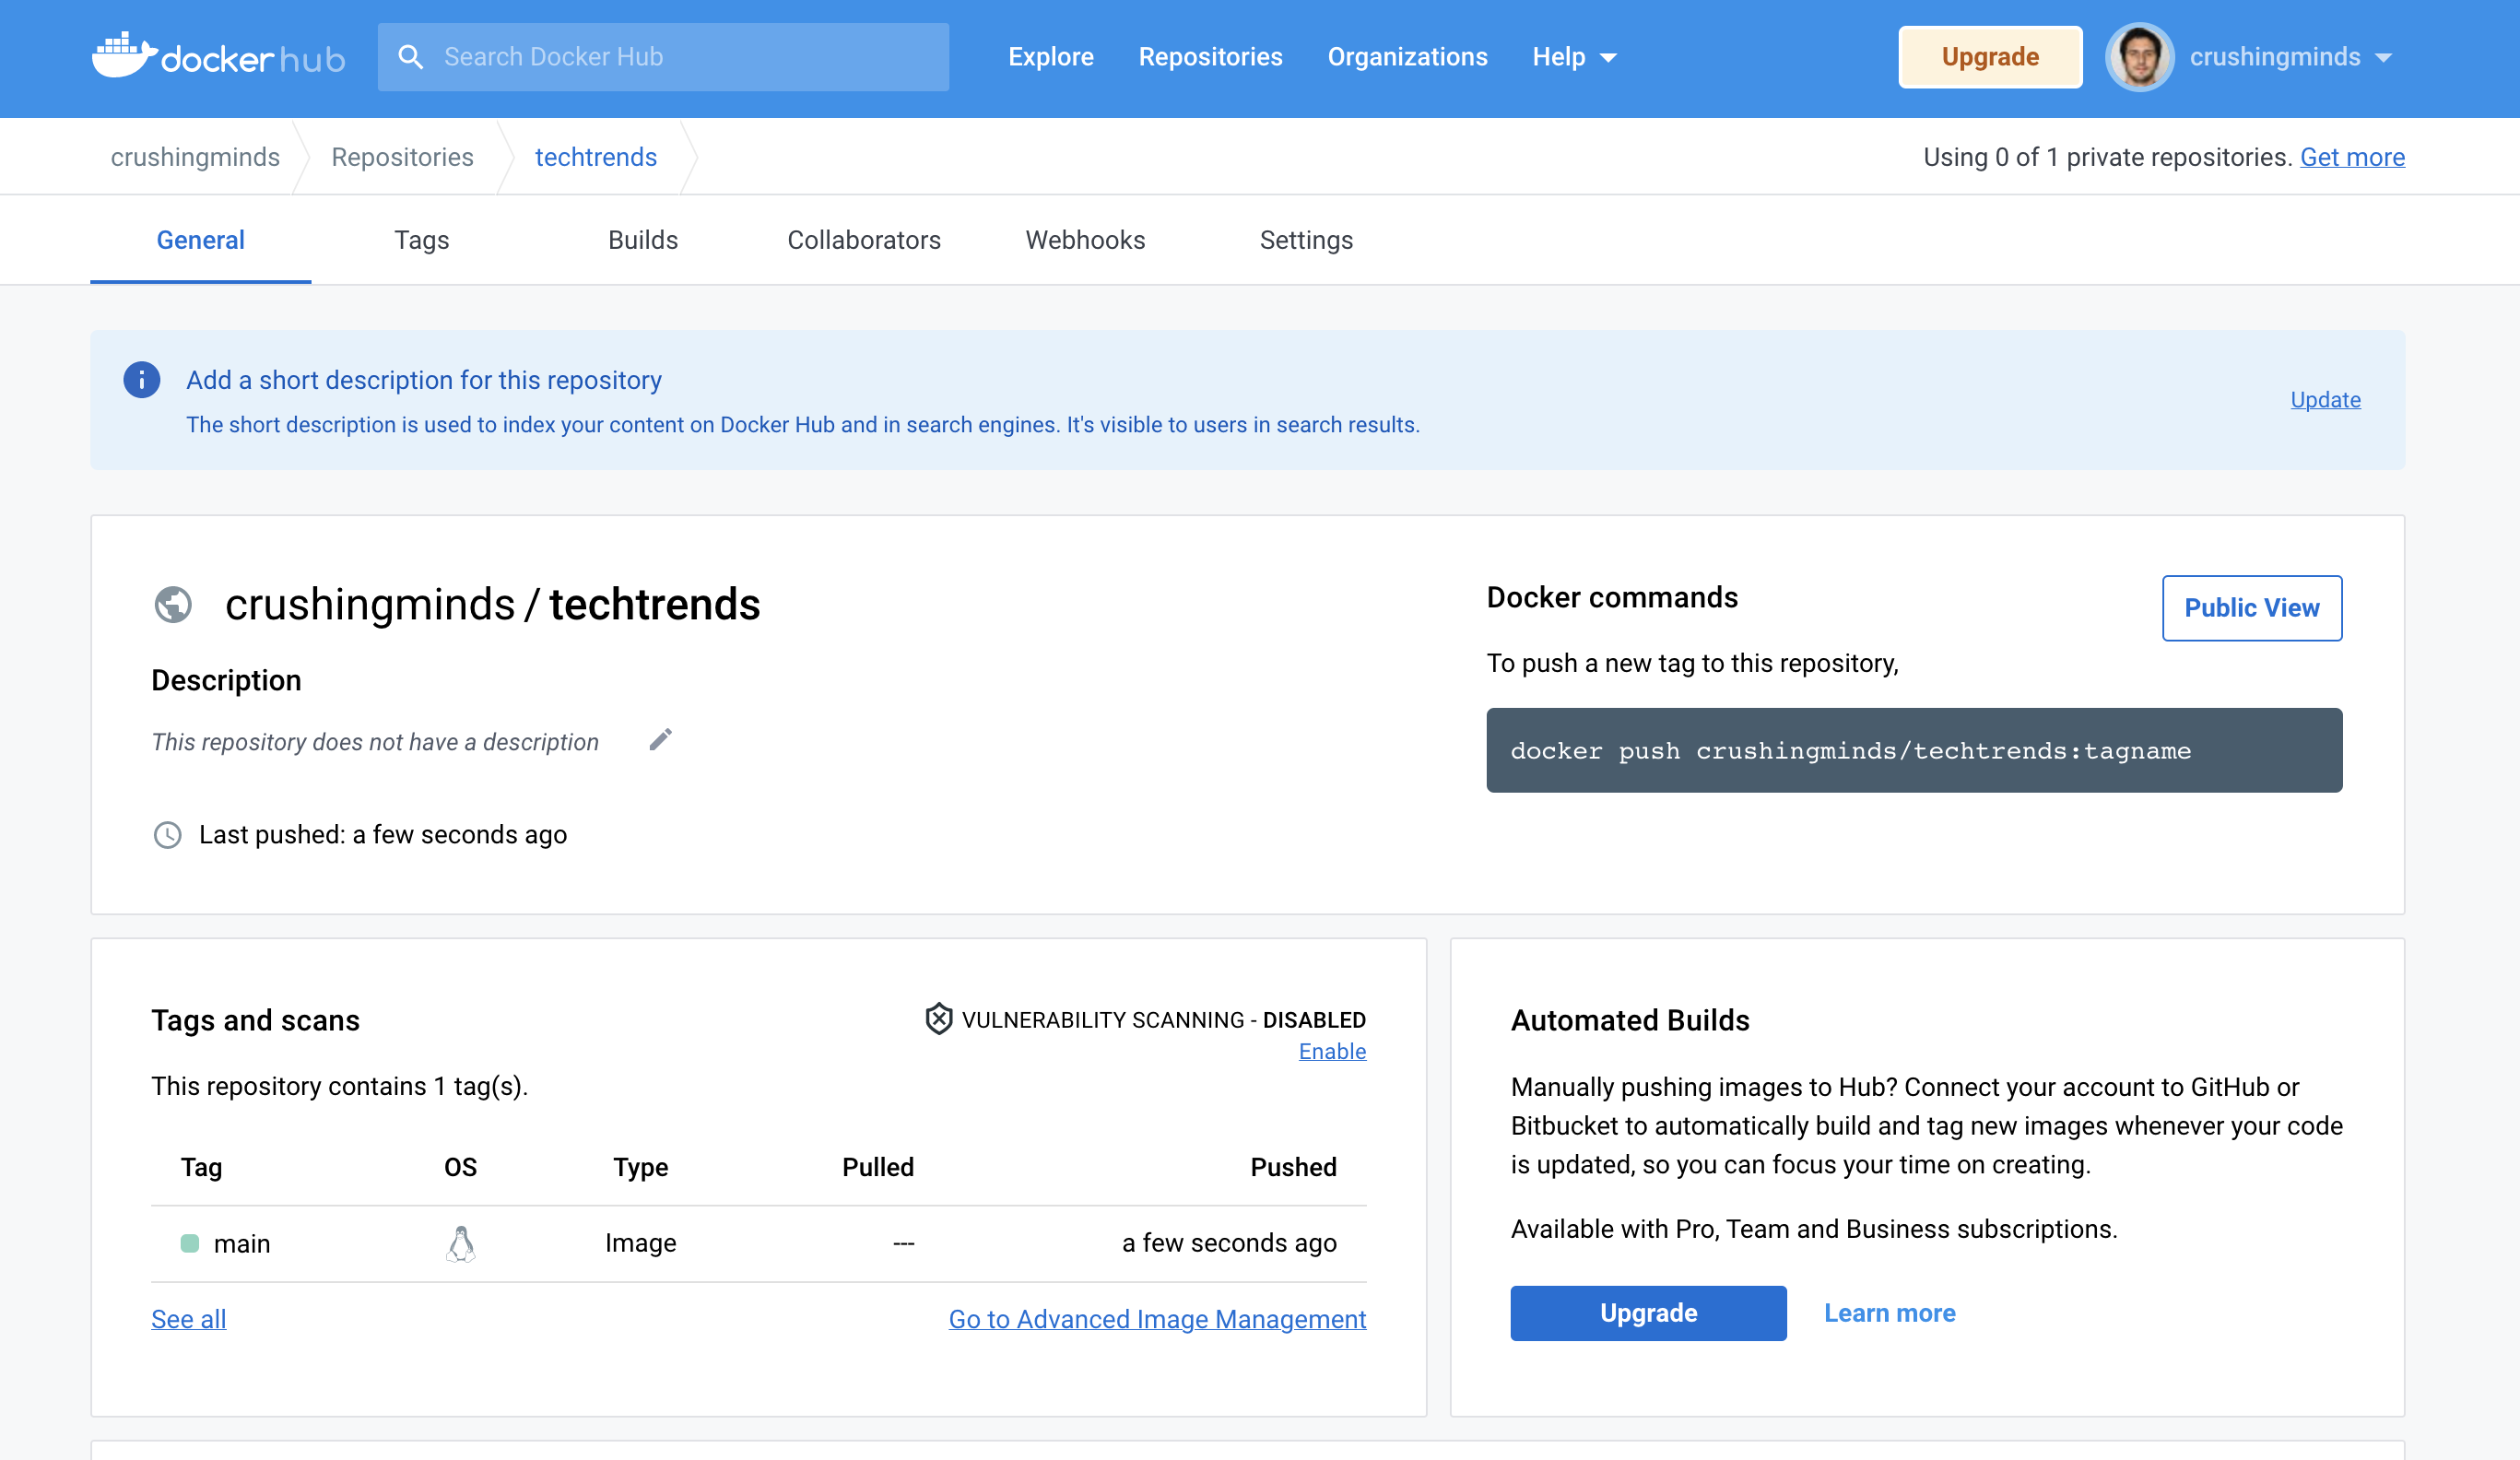 docker hub
Search Docker Hub
Explore
Repositories
Organizations
Help
Upgrade
crushingminds
crushingminds
Repositories
techtrends
Using 0 of 1 private repositories. Get more
General
Tags
Builds
Collaborators
Webhooks
Settings
Add a short description for this repository
The short description is used to index your content on Docker Hub and in search engines. It's visible to users in search results.
Update
crushingminds / techtrends
Description
This repository does not have a description
Last pushed: a few seconds ago
Docker commands
Public View
To push a new tag to this repository,
docker push crushingminds/techtrends:tagname
Tags and scans
VULNERABILITY SCANNING - DISABLED
Enable
This repository contains 1 tag(s).
Tag OS Type Pulled Pushed
main Image --- a few seconds ago
See all
Go to Advanced Image Management
Automated Builds
Manually pushing images to Hub? Connect your account to GitHub or
Bitbucket to automatically build and tag new images whenever your code
is updated, so you can focus your time on creating.
Available with Pro, Team and Business subscriptions.
Upgrade
Learn more